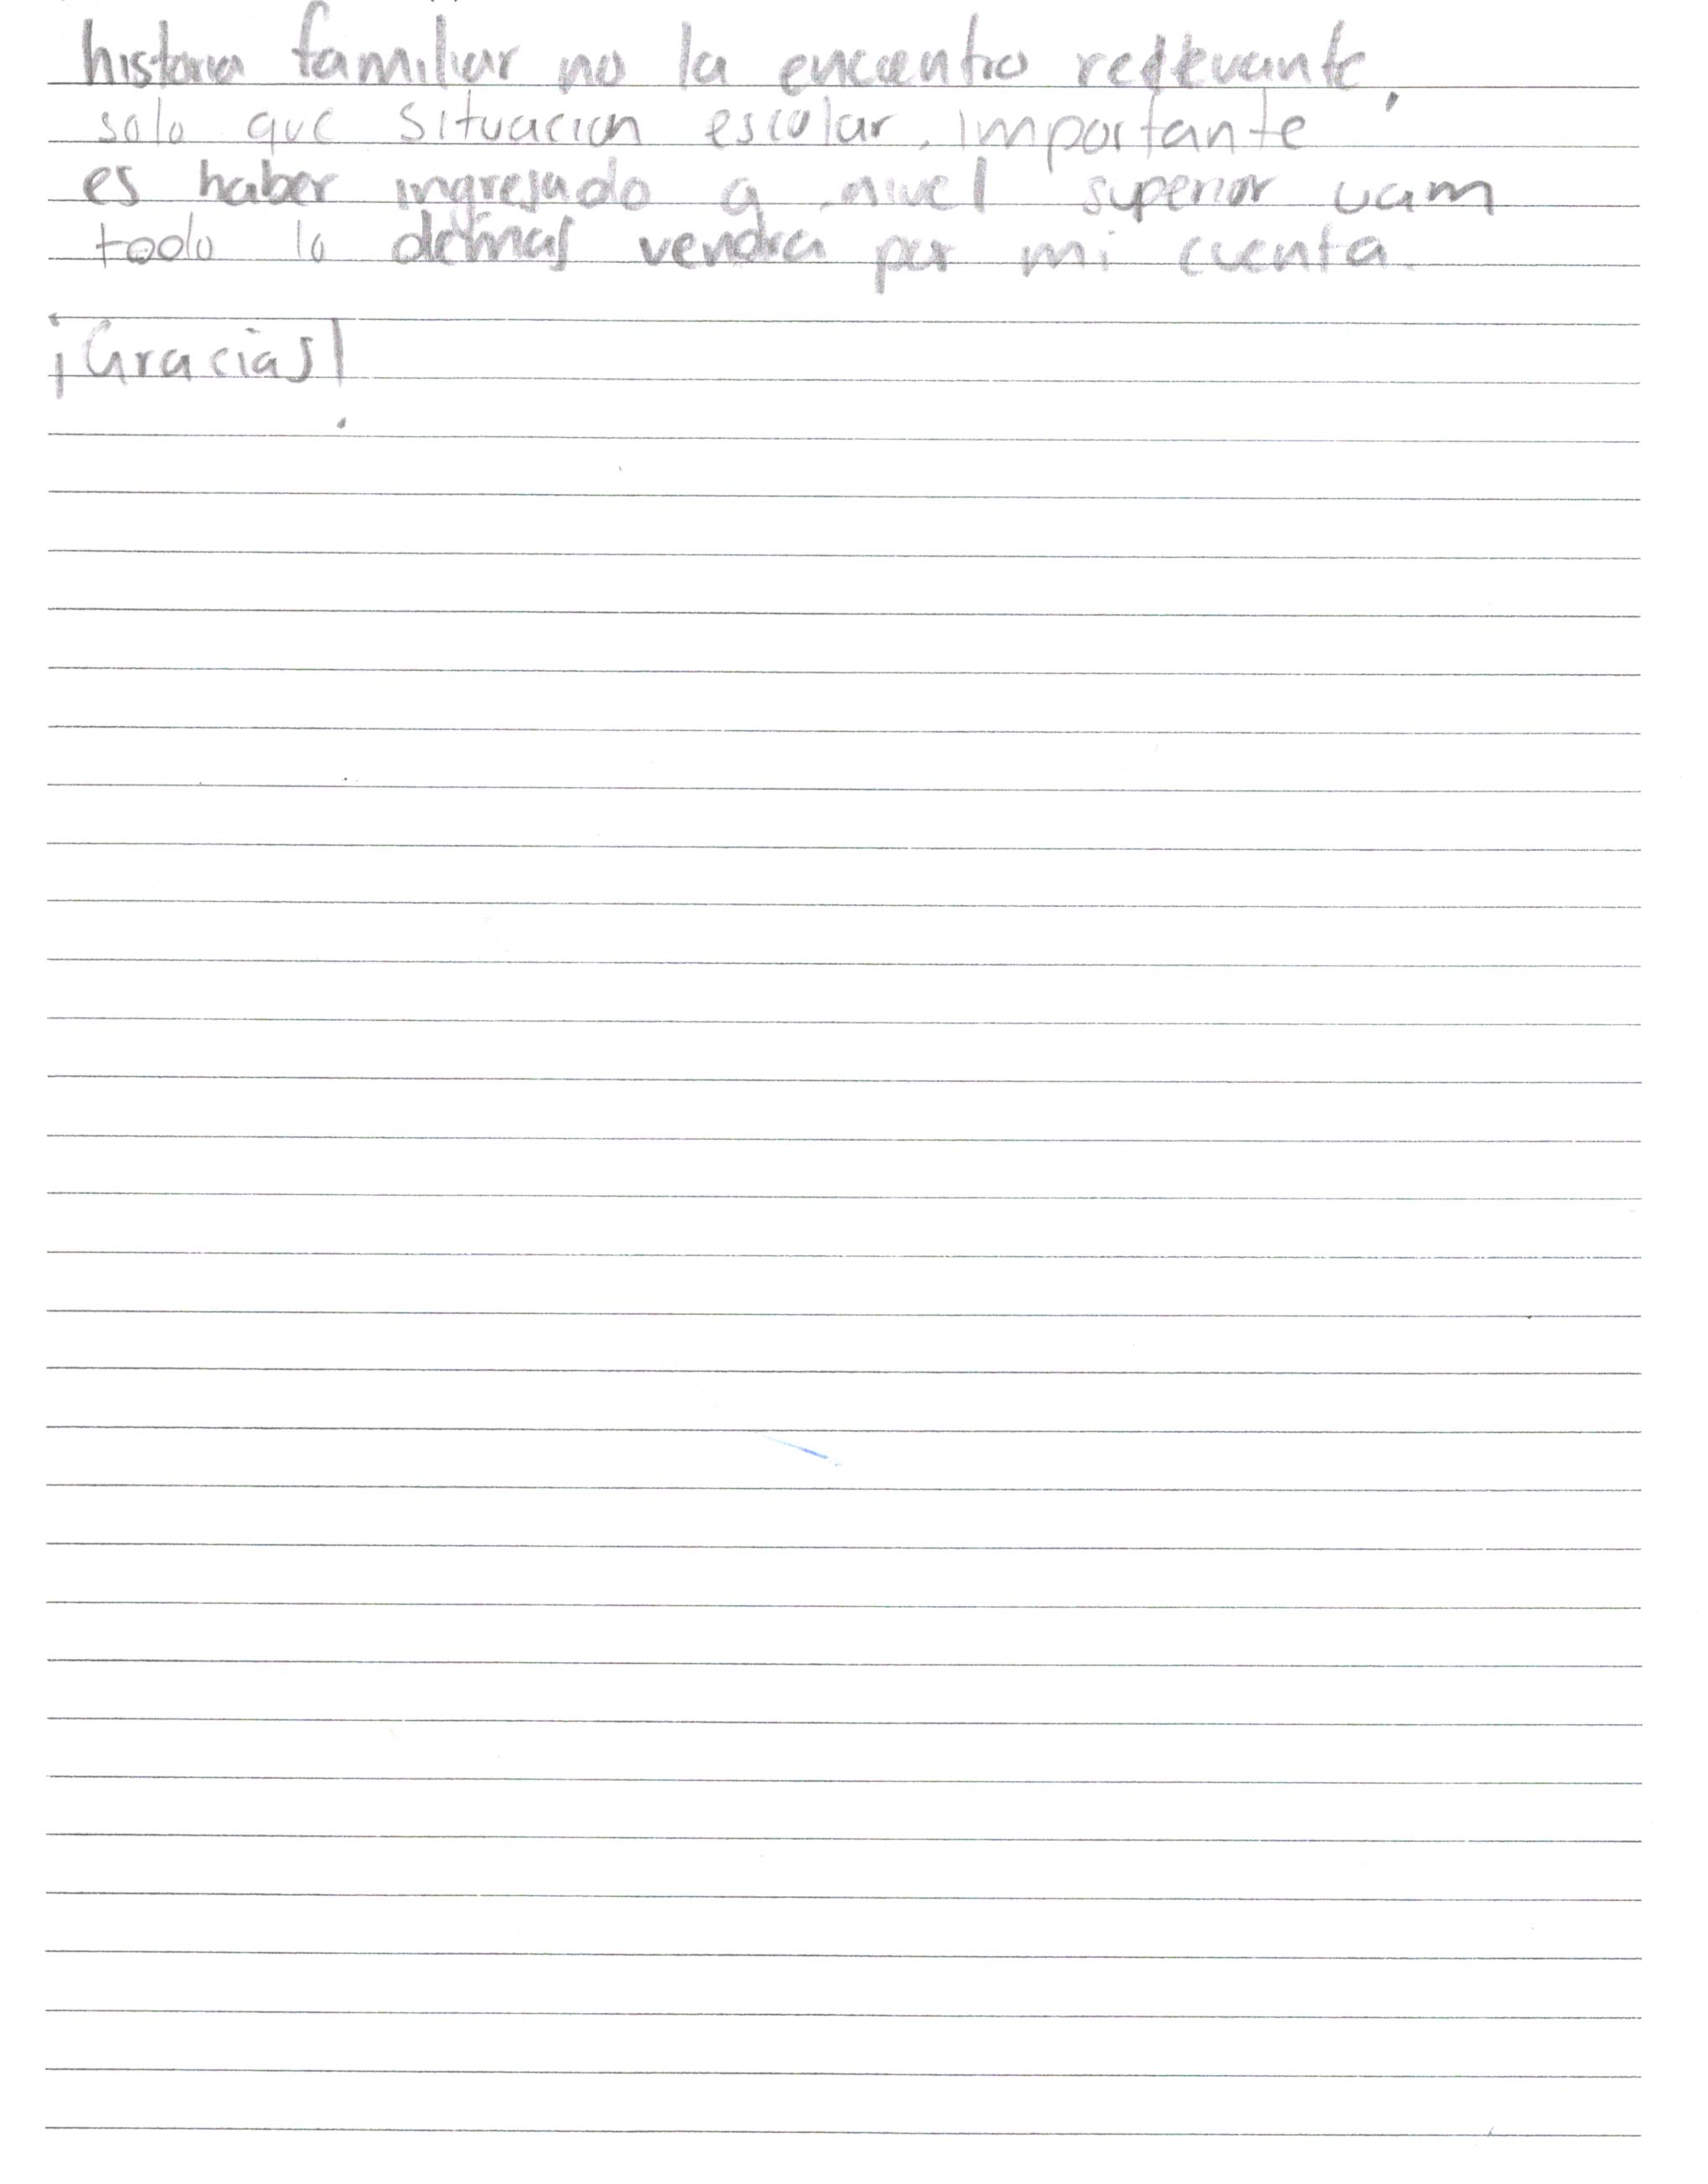 historia familiar no la encuentro relevante,
solo que situacion escolar, importante
es haber ingresado a nivel superior uam
todo lo demas vendra por mi cuenta.
¡Gracias!